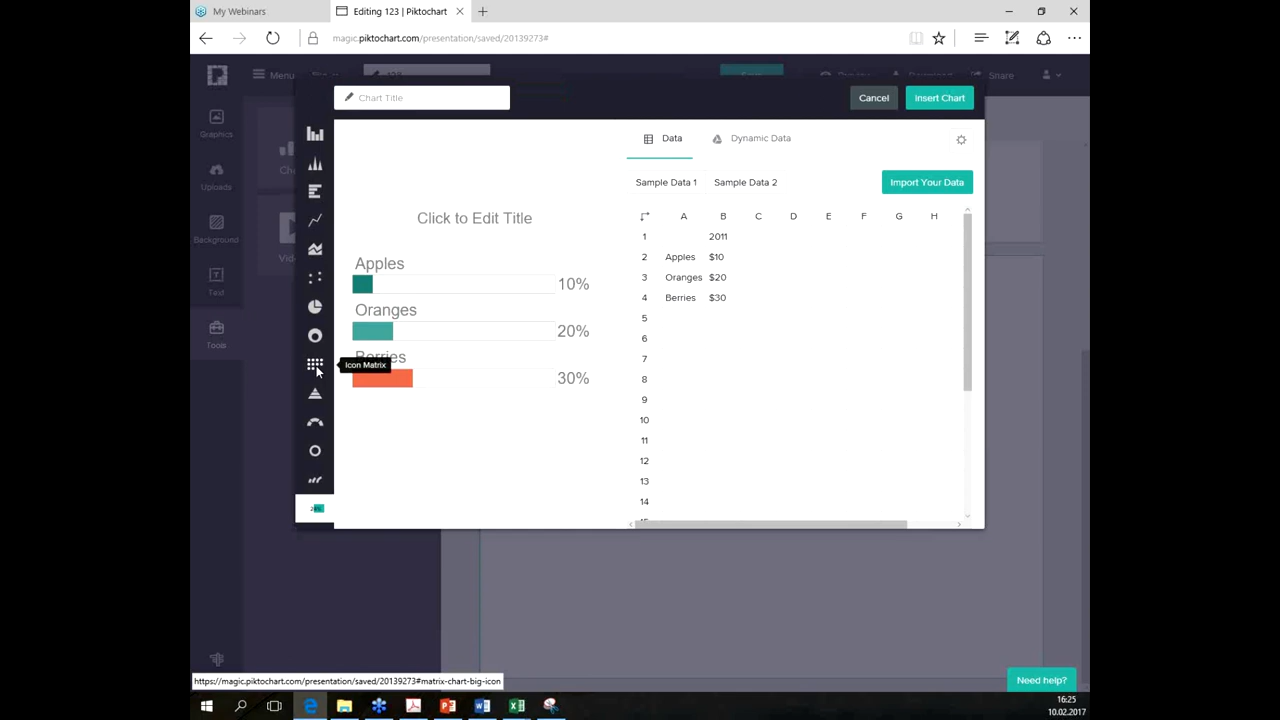 My Webinars
Editing 123 | Piktochart
magic.piktochart.com/presentation/saved/20139273#
Menu
123
Save
Share
Chart Title
Cancel
Insert Chart
Graphics
Uploads
Background
Text
Tools
Data
Dynamic Data
Sample Data 1
Sample Data 2
Import Your Data
Click to Edit Title
Apples
10%
Oranges
20%
Berries
30%
Icon Matrix
A B C D E F G H
1 2011
2 Apples $10
3 Oranges $20
4 Berries $30
5
6
7
8
9
10
11
12
13
14
https://magic.piktochart.com/presentation/saved/20139273#matrix-chart-big-icon
Need help?
16:25
10.02.2017